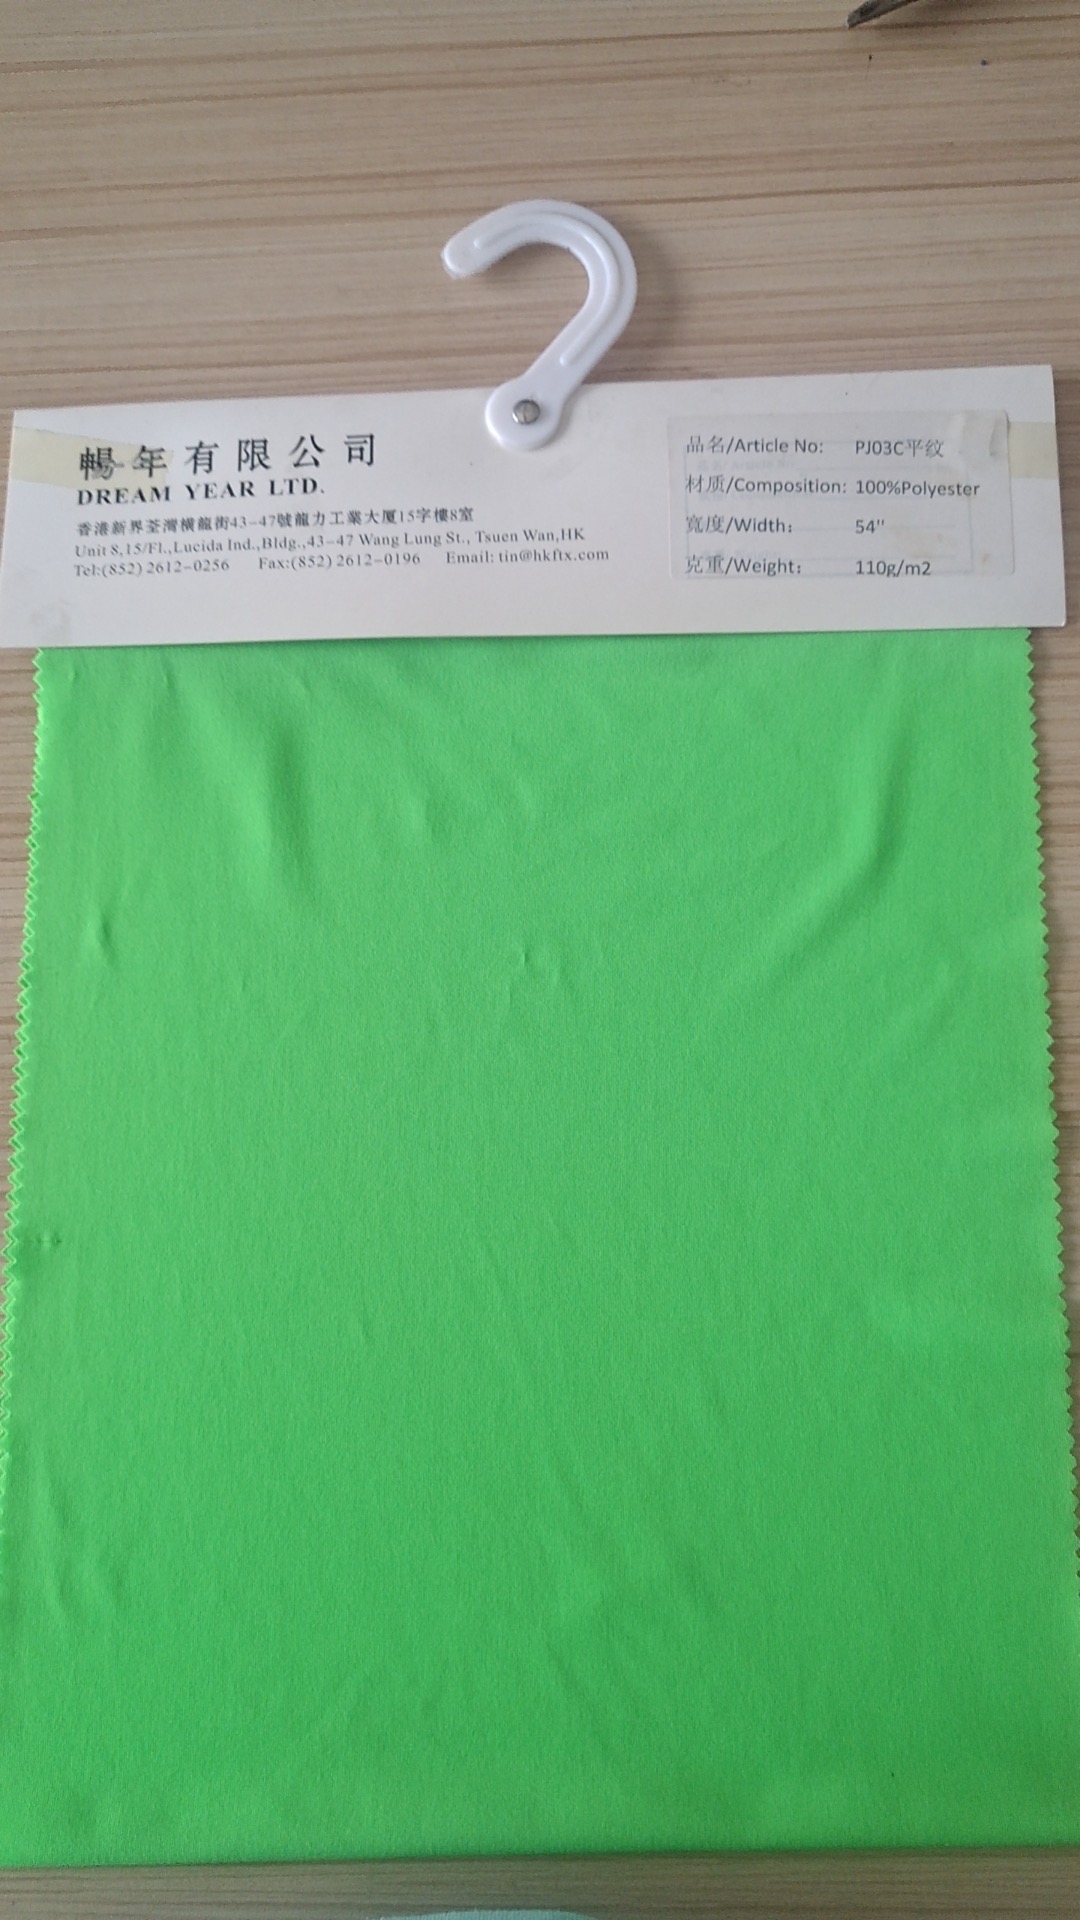 暢年有限公司
DREAM YEAR LTD.
香港新界荃灣橫龍街43-47號龍力工業大厦15字樓8室
Unit 8,15/Fl.,Lucida Ind.,Bldg.,43-47 Wang Lung St., Tsuen Wan,HK
Tel:(852) 2612-0256 Fax:(852) 2612-0196 Email: tin@hkftx.com
品名/Article No: PJ03C平纹
材质/Composition: 100%Polyester
宽度/Width: 54"
克重/Weight: 110g/m2